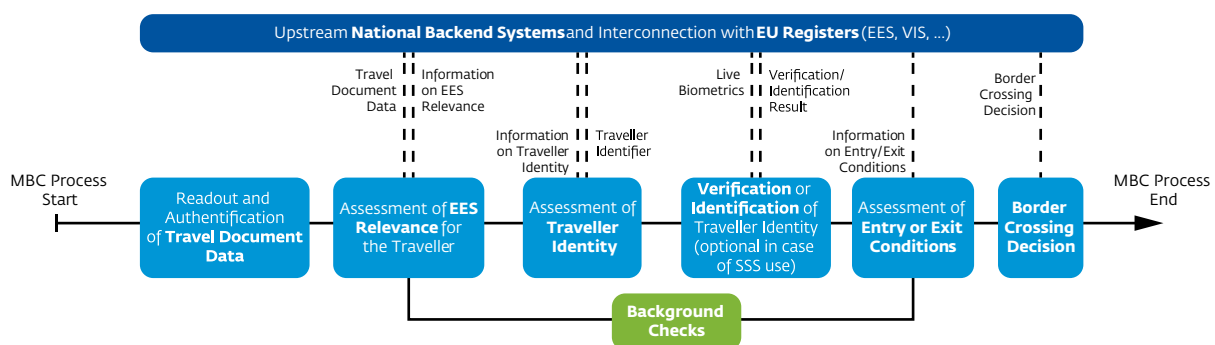 Upstream National Backend Systems and Interconnection with EU Registers (EES, VIS, ...)
Travel
Document
Data
Information
on EES
Relevance
Information
on Traveller
Identity
Traveller
Identifier
Live
Biometrics
Verification/
Identification
Result
Information
on Entry/Exit
Conditions
Border
Crossing
Decision
MBC Process
Start
Readout and
Authentification
of Travel Document
Data
Assessment of EES
Relevance for
the Traveller
Assessment of
Traveller
Identity
Verification or
Identification of
Traveller Identity
(optional in case
of SSS use)
Assessment of
Entry or Exit
Conditions
Border
Crossing
Decision
MBC Process
End
Background
Checks